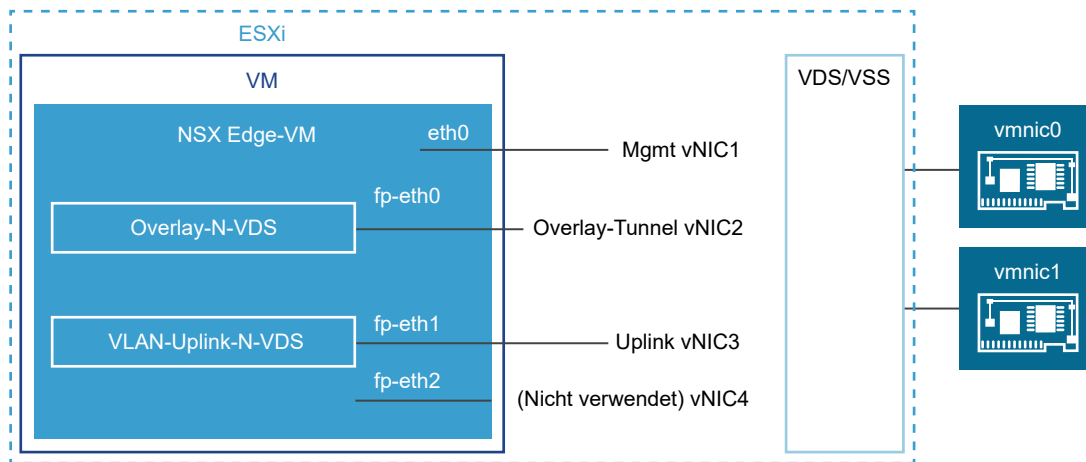 ESXi
VM
VDS/VSS
NSX Edge-VM
eth0
Mgmt vNIC1
vmnic0
fp-eth0
Overlay-N-VDS
Overlay-Tunnel vNIC2
vmnic1
fp-eth1
VLAN-Uplink-N-VDS
Uplink vNIC3
fp-eth2
(Nicht verwendet) vNIC4